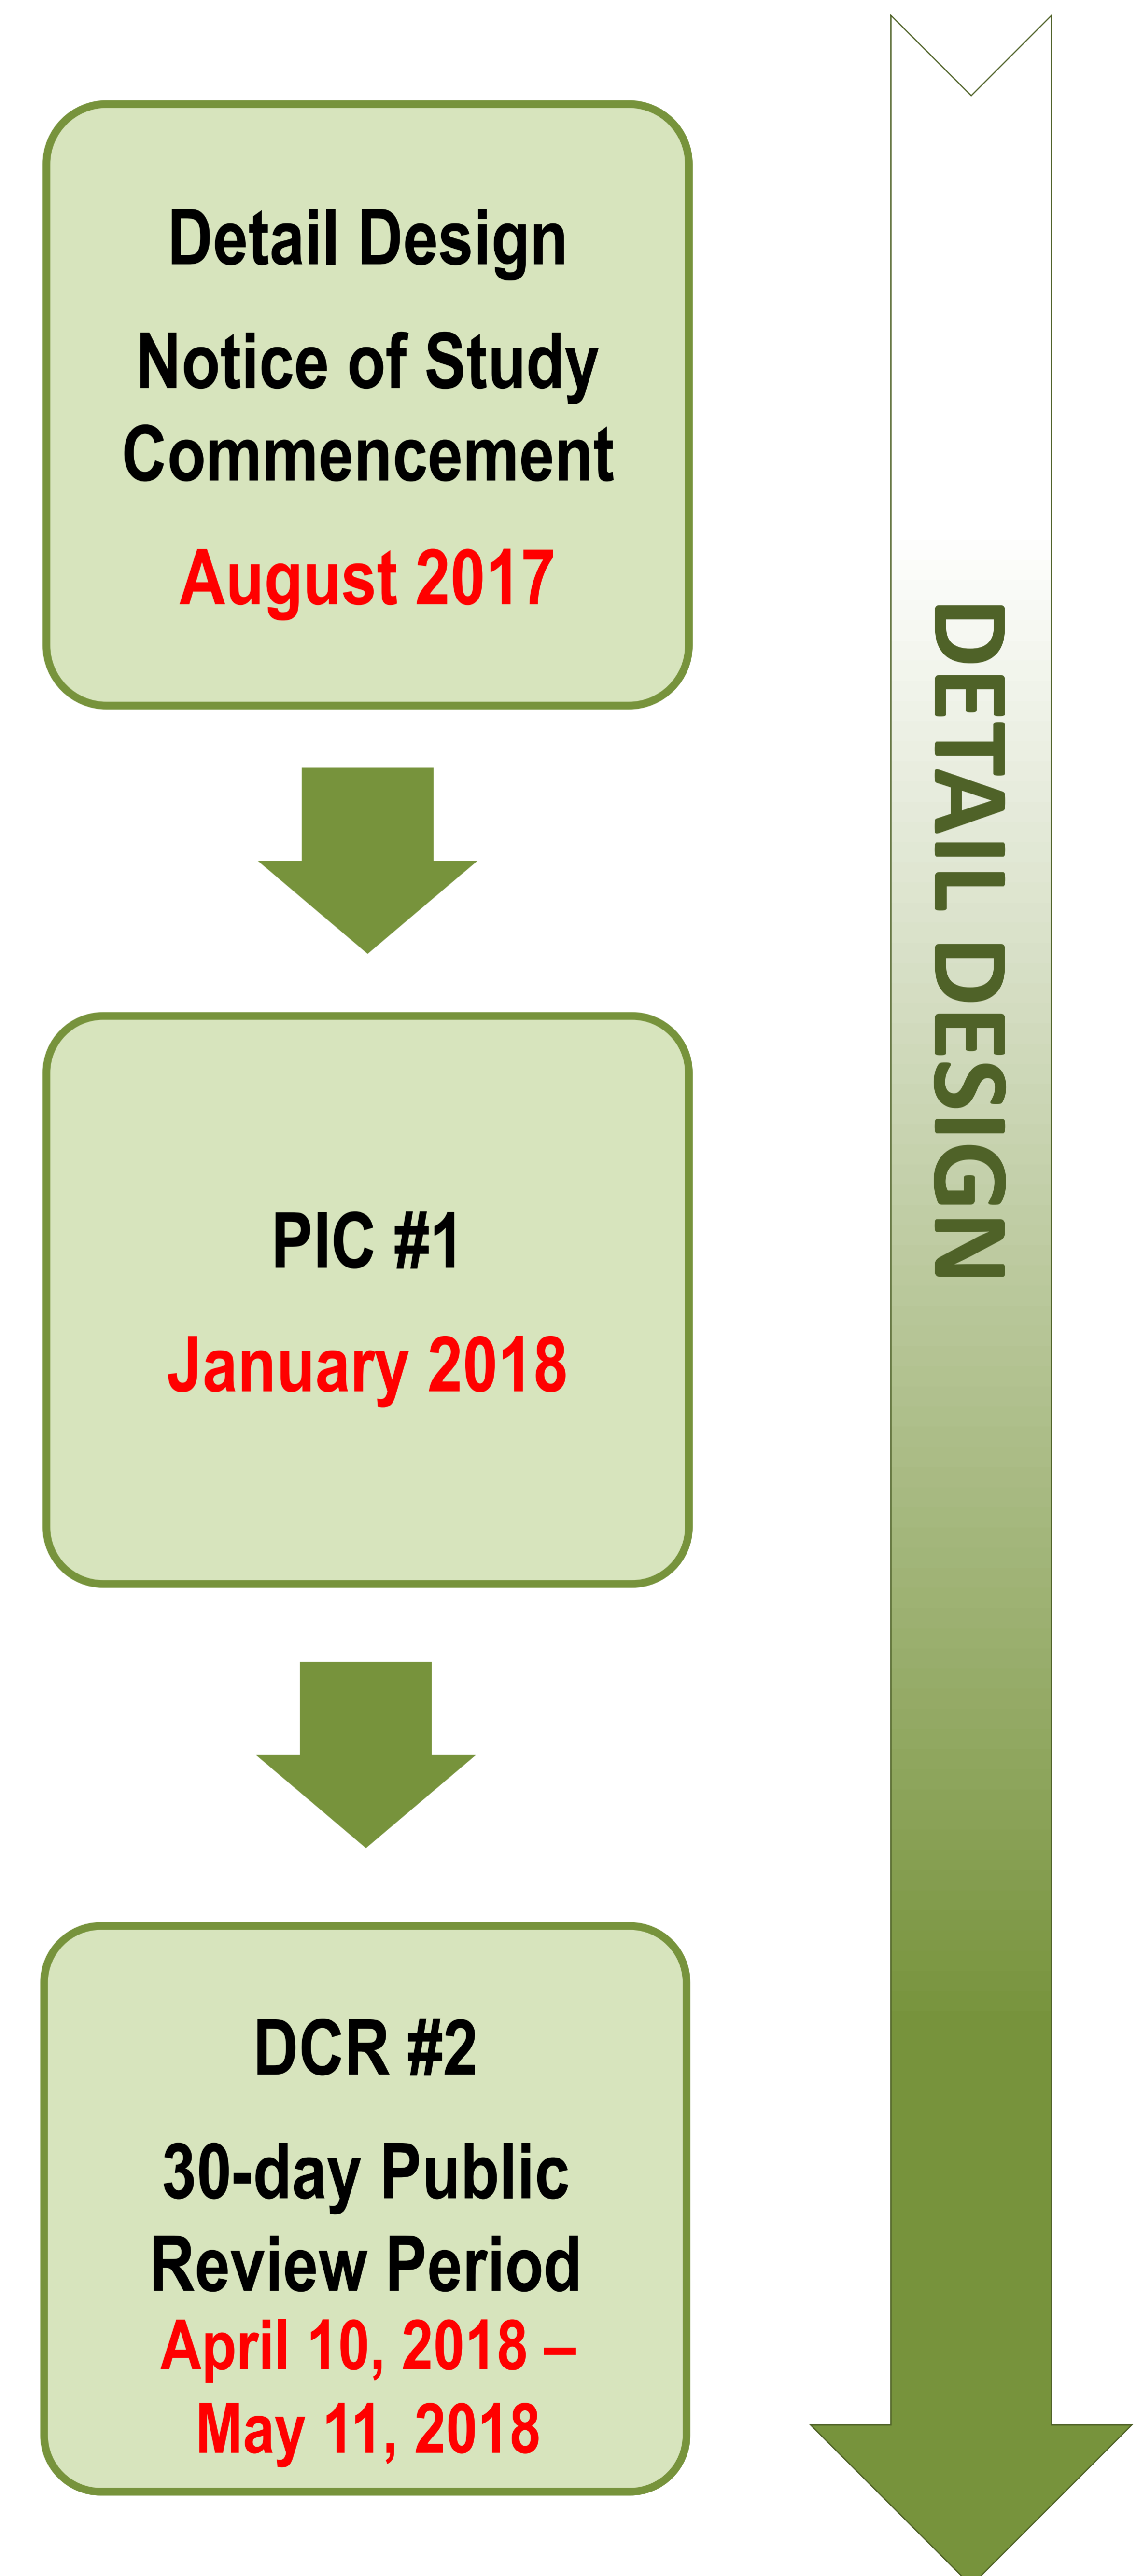 Detail Design
Notice of Study
Commencement
August 2017
PIC #1
January 2018
DCR #2
30-day Public
Review Period
April 10, 2018 –
May 11, 2018
DETAIL DESIGN